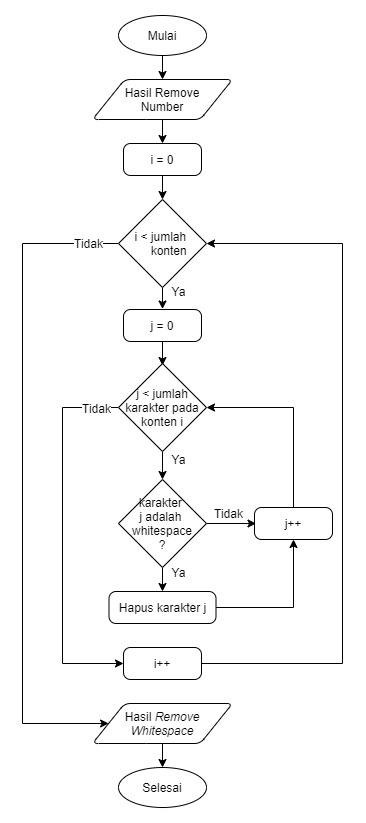 Mulai
Hasil Remove
Number
i = 0
i < jumlah
konten
Tidak
Ya
j = 0
j < jumlah
karakter pada
konten i
Tidak
Ya
karakter
j adalah
whitespace
?
Tidak
j++
Ya
Hapus karakter j
i++
Hasil Remove
Whitespace
Selesai